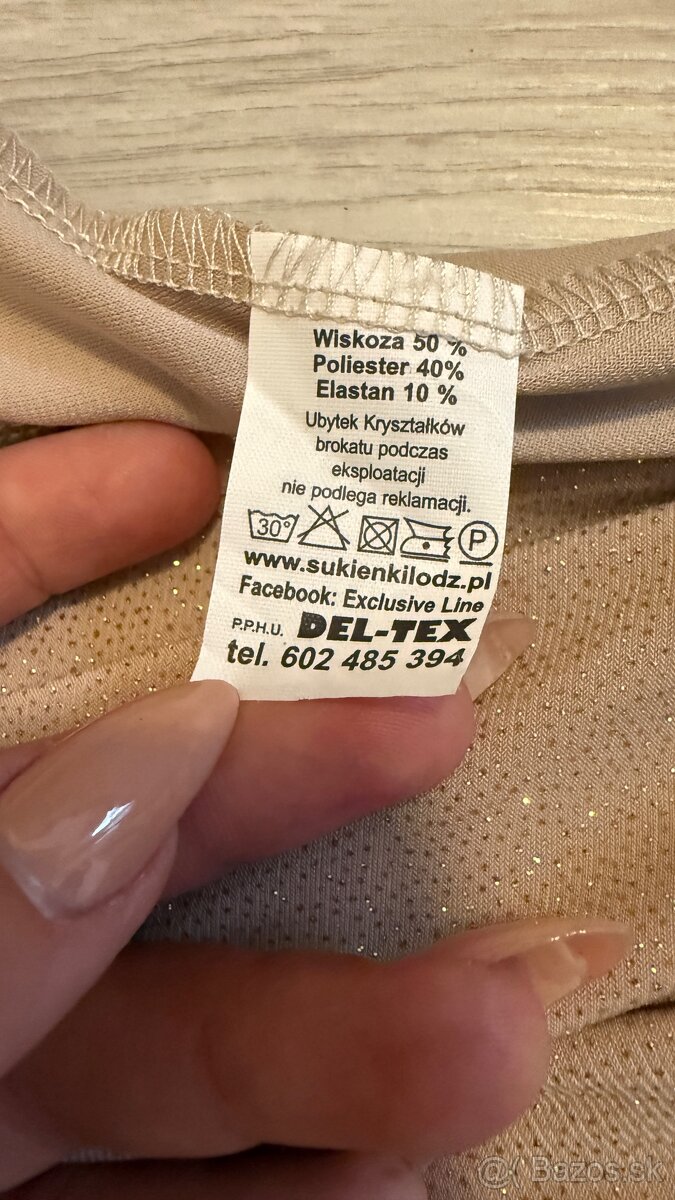 Wiskoza 50 %
Poliester 40%
Elastan 10 %
Ubytek Kryształków
brokatu podczas
eksploatacji
nie podlega reklamacji.
30° P
www.sukienkilodz.pl
Facebook: Exclusive Line
P.P.H.U. DEL-TEX
tel. 602 485 394
@ Bazos.sk